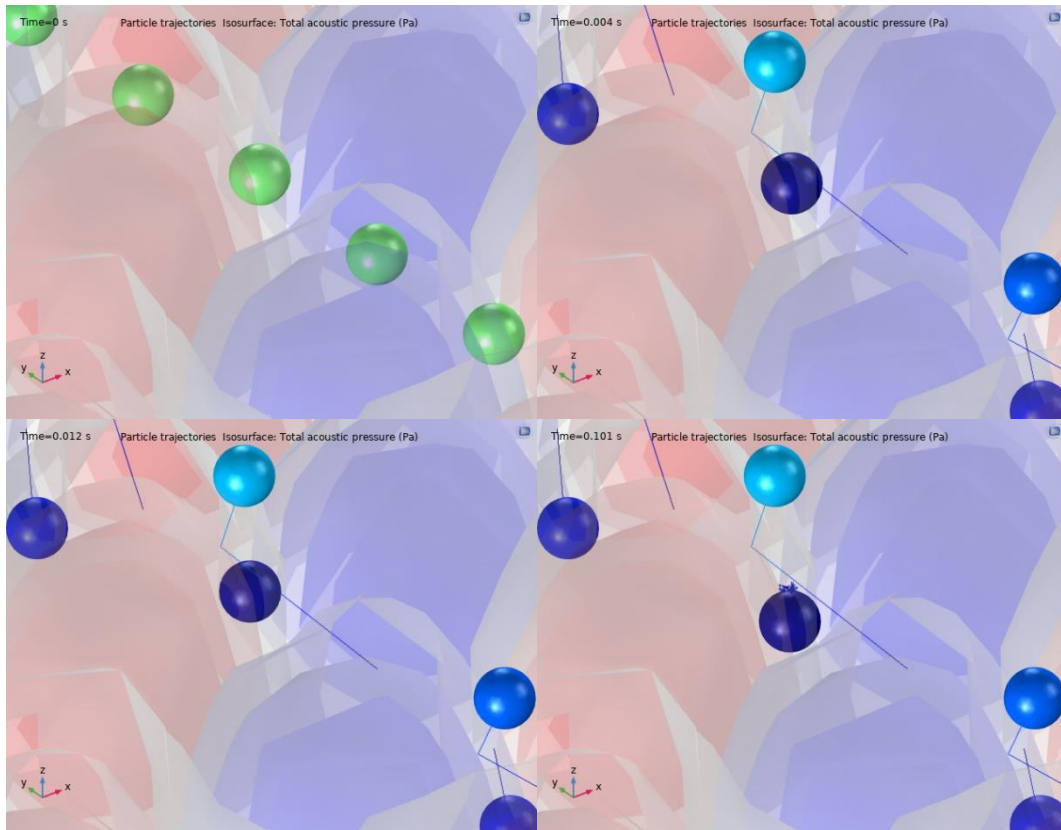 Time=0 s Particle trajectories Isosurface: Total acoustic pressure (Pa)
z
y
x
Time=0.004 s Particle trajectories Isosurface: Total acoustic pressure (Pa)
z
y
x
Time=0.012 s Particle trajectories Isosurface: Total acoustic pressure (Pa)
z
y
x
Time=0.101 s Particle trajectories Isosurface: Total acoustic pressure (Pa)
z
y
x